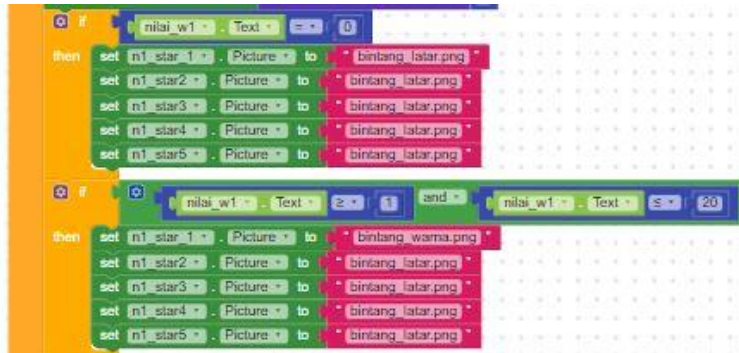 if nilai_w1 . Text = 0
then set n1_star_1 . Picture to " bintang_latar.png "
set n1_star2 . Picture to " bintang_latar.png "
set n1_star3 . Picture to " bintang_latar.png "
set n1_star4 . Picture to " bintang_latar.png "
set n1_star5 . Picture to " bintang_latar.png "
if nilai_w1 . Text ≥ 1 and nilai_w1 . Text ≤ 20
then set n1_star_1 . Picture to " bintang_warna.png "
set n1_star2 . Picture to " bintang_latar.png "
set n1_star3 . Picture to " bintang_latar.png "
set n1_star4 . Picture to " bintang_latar.png "
set n1_star5 . Picture to " bintang_latar.png "